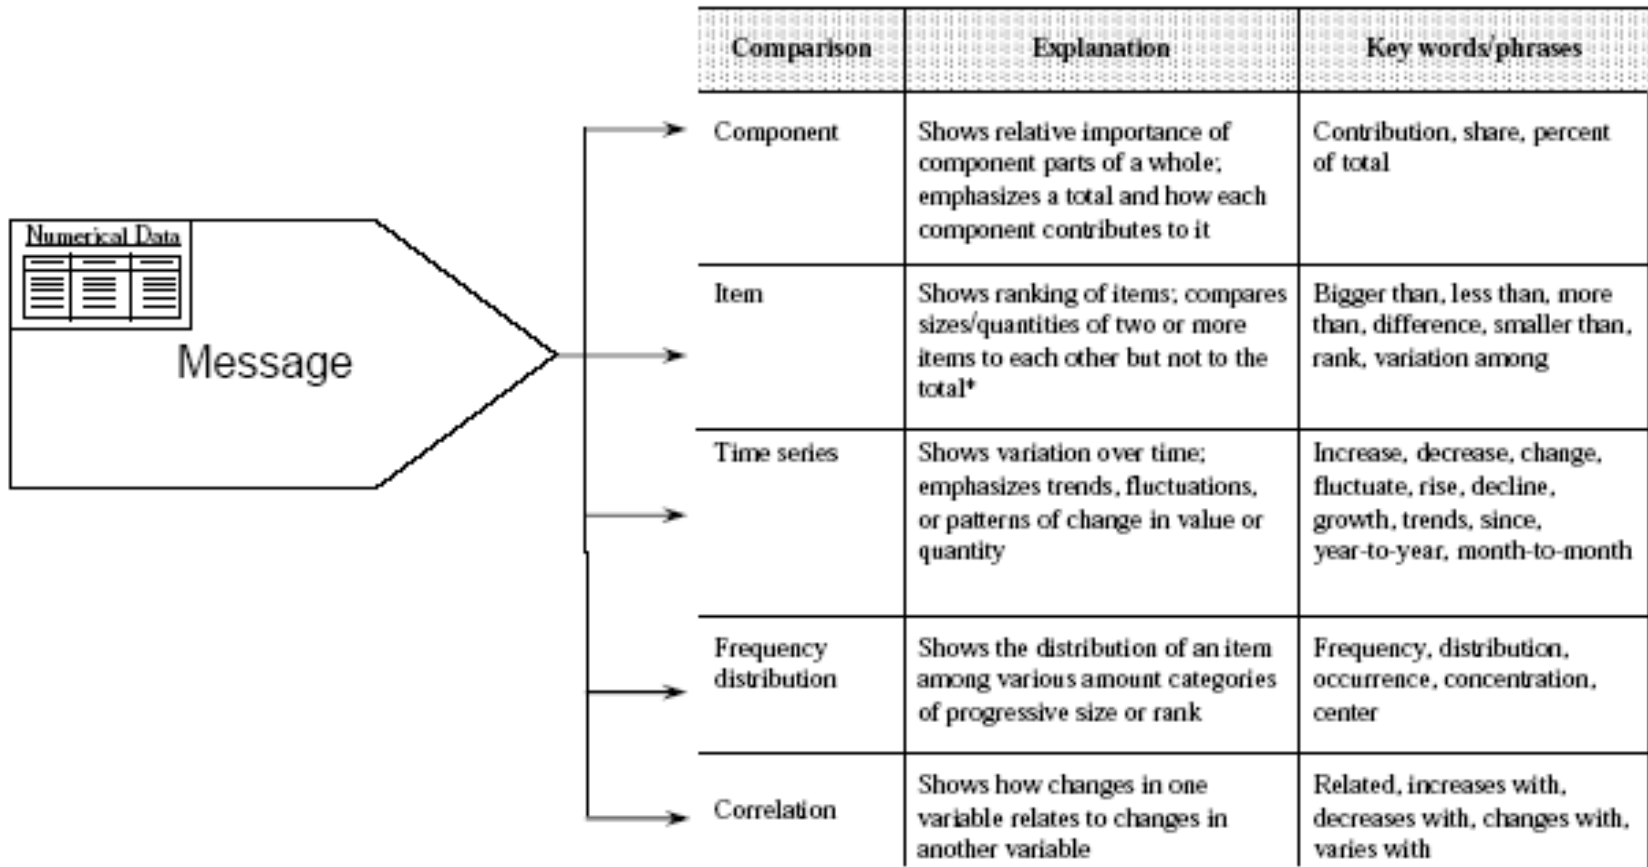 Numerical Data
Message
Comparison
Explanation
Key words/phrases
Component
Shows relative importance of
component parts of a whole;
emphasizes a total and how each
component contributes to it
Contribution, share, percent
of total
Item
Shows ranking of items; compares
sizes/quantities of two or more
items to each other but not to the
total*
Bigger than, less than, more
than, difference, smaller than,
rank, variation among
Time series
Shows variation over time;
emphasizes trends, fluctuations,
or patterns of change in value or
quantity
Increase, decrease, change,
fluctuate, rise, decline,
growth, trends, since,
year-to-year, month-to-month
Frequency
distribution
Shows the distribution of an item
among various amount categories
of progressive size or rank
Frequency, distribution,
occurrence, concentration,
center
Correlation
Shows how changes in one
variable relates to changes in
another variable
Related, increases with,
decreases with, changes with,
varies with